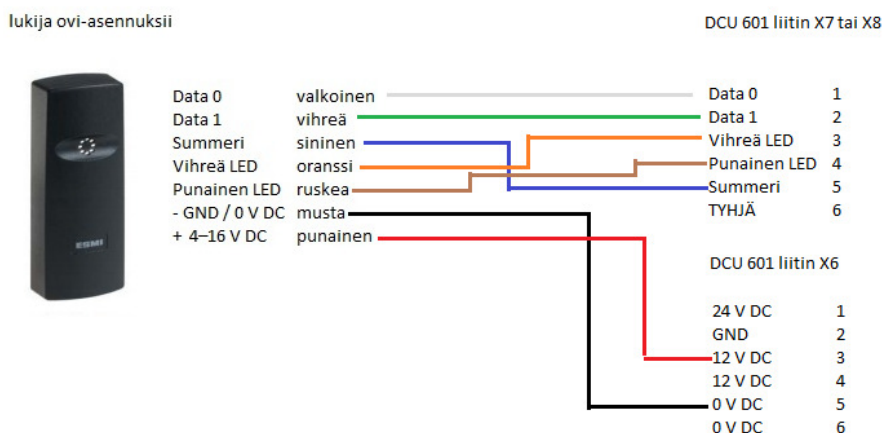 lukija ovi-asennuksii
DCU 601 liitin X7 tai X8
Data 0 valkoinen Data 0 1
Data 1 vihreä Data 1 2
Summeri sininen Vihreä LED 3
Vihreä LED oranssi Punainen LED 4
Punainen LED ruskea Summeri 5
- GND / 0 V DC musta TYHJÄ 6
+ 4–16 V DC punainen
ESMI
DCU 601 liitin X6
24 V DC 1
GND 2
12 V DC 3
12 V DC 4
0 V DC 5
0 V DC 6